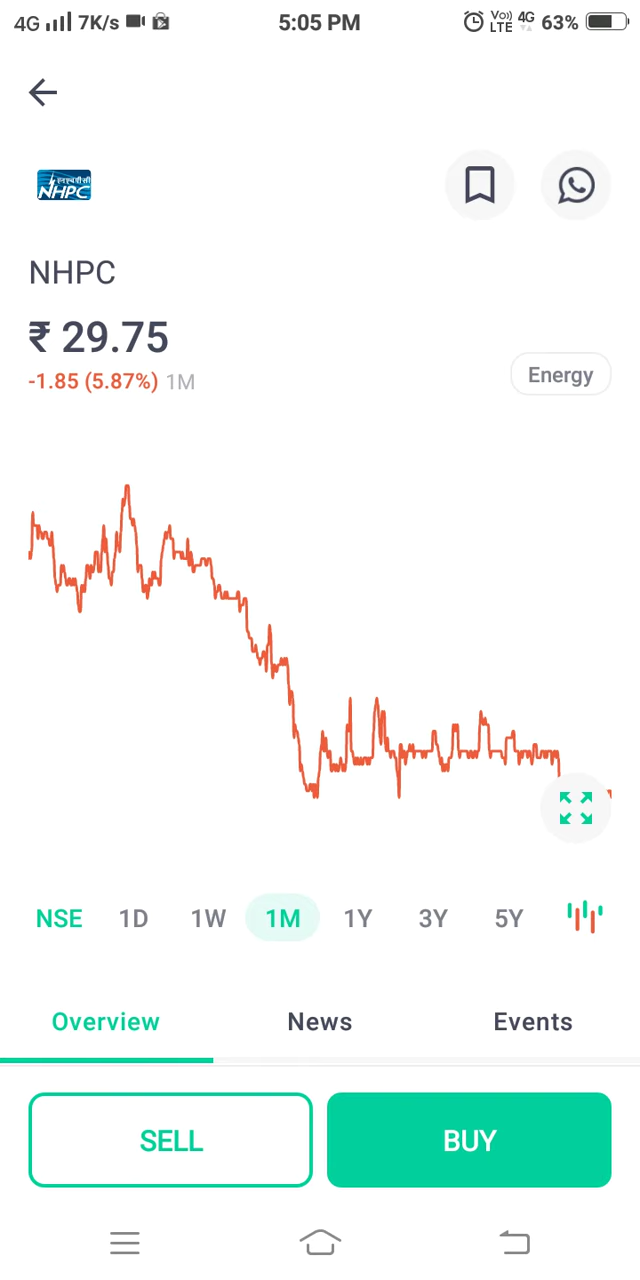 4G 7K/s 5:05 PM Vo) LTE 4G 63%
एनएचपीसी
NHPC
NHPC
₹ 29.75
-1.85 (5.87%) 1M
Energy
NSE 1D 1W 1M 1Y 3Y 5Y
Overview News Events
SELL BUY